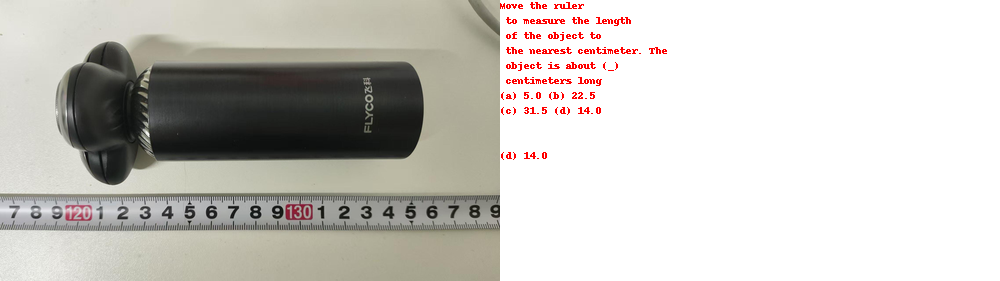 FLYCO飞科
7 8 9 120 1 2 3 4 5 6 7 8 9 130 1 2 3 4 5 6 7 8 9
Move the ruler
to measure the length
of the object to
the nearest centimeter. The
object is about (_)
centimeters long
(a) 5.0 (b) 22.5
(c) 31.5 (d) 14.0
(d) 14.0